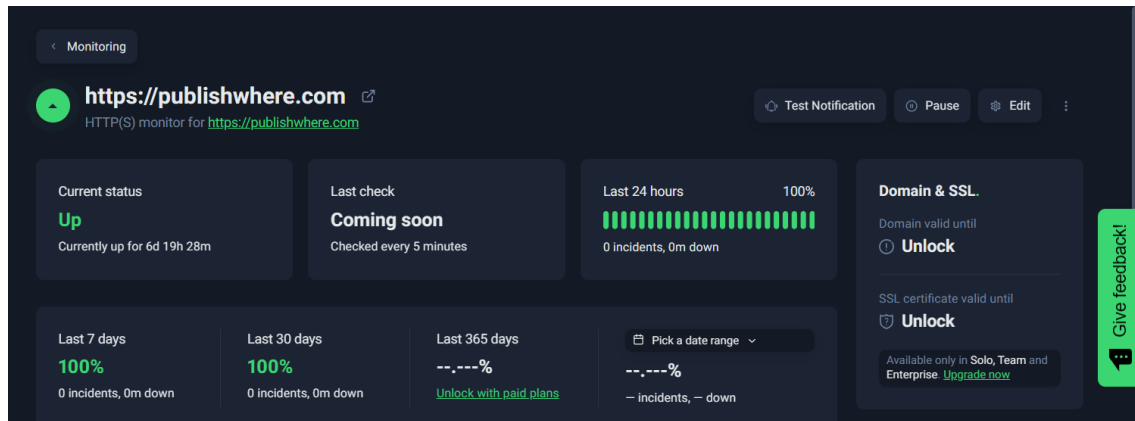 Monitoring
https://publishwhere.com
HTTP(S) monitor for https://publishwhere.com
Test Notification
Pause
Edit
Current status
Up
Currently up for 6d 19h 28m
Last check
Coming soon
Checked every 5 minutes
Last 24 hours 100%
0 incidents, 0m down
Domain & SSL.
Domain valid until
Unlock
SSL certificate valid until
Unlock
Available only in Solo, Team and
Enterprise. Upgrade now
Last 7 days
100%
0 incidents, 0m down
Last 30 days
100%
0 incidents, 0m down
Last 365 days
--.---%
Unlock with paid plans
Pick a date range
--.---%
— incidents, — down
Give feedback!